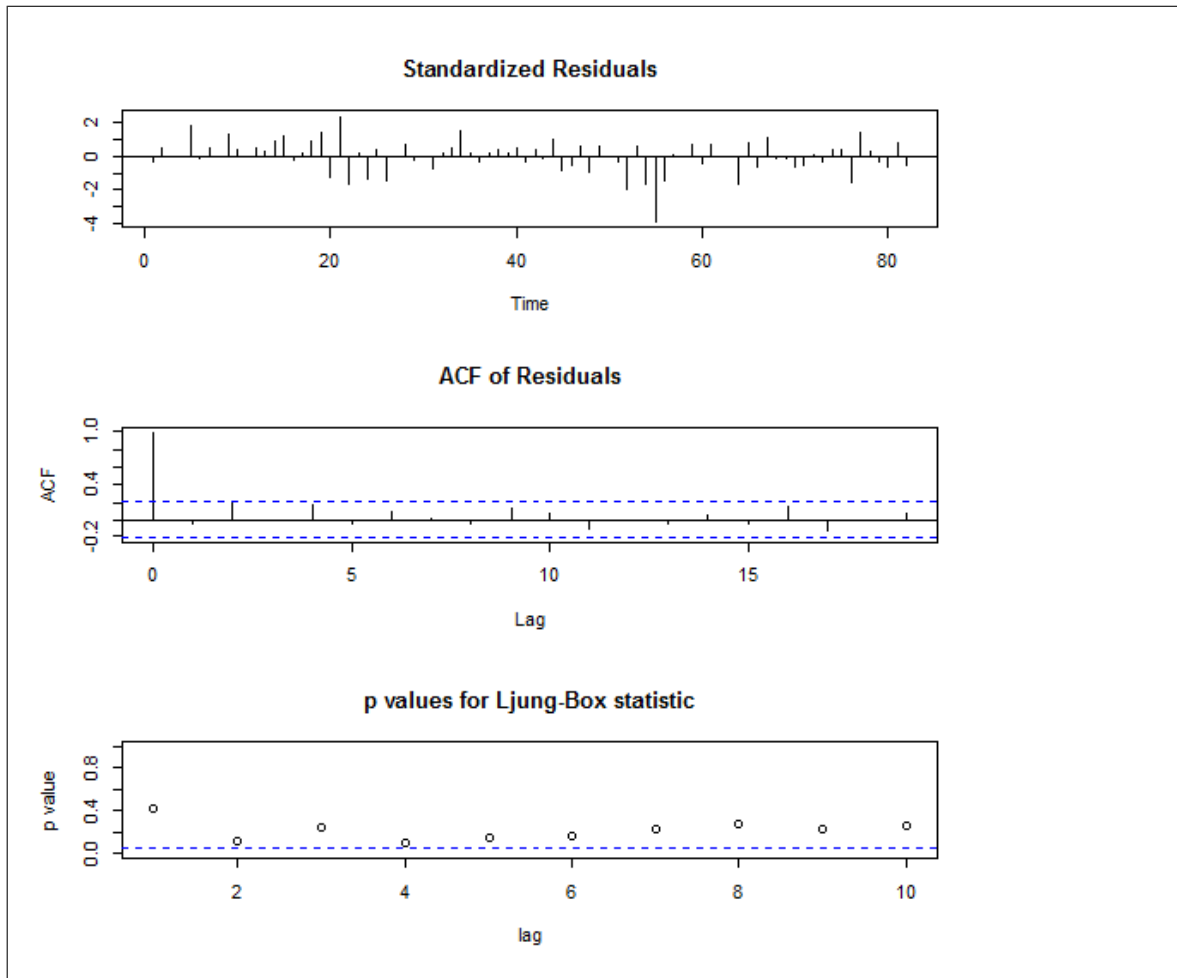 Standardized Residuals
2
0
-2
-4
0 20 40 60 80
Time
ACF of Residuals
1.0
0.4
-0.2
ACF
0 5 10 15
Lag
p values for Ljung-Box statistic
0.8
0.4
0.0
p value
2 4 6 8 10
lag